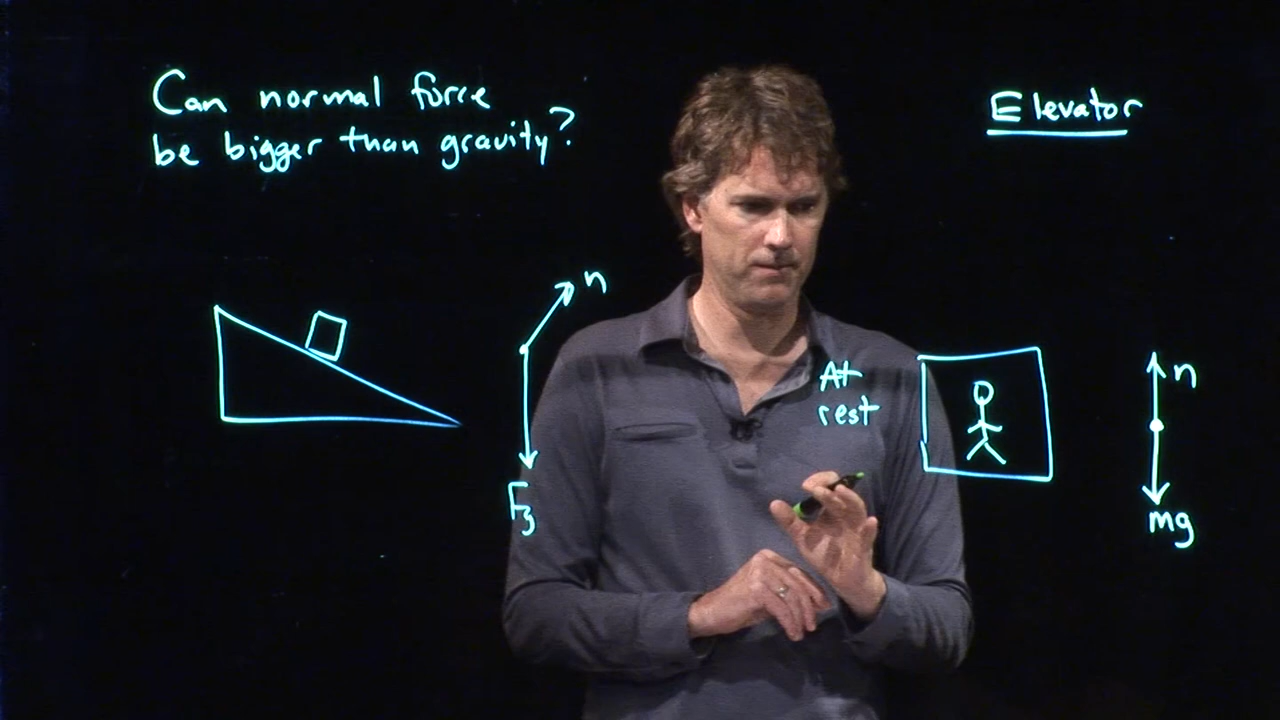 Can normal force
be bigger than gravity?
Elevator
n
Fg
At
rest
n
mg